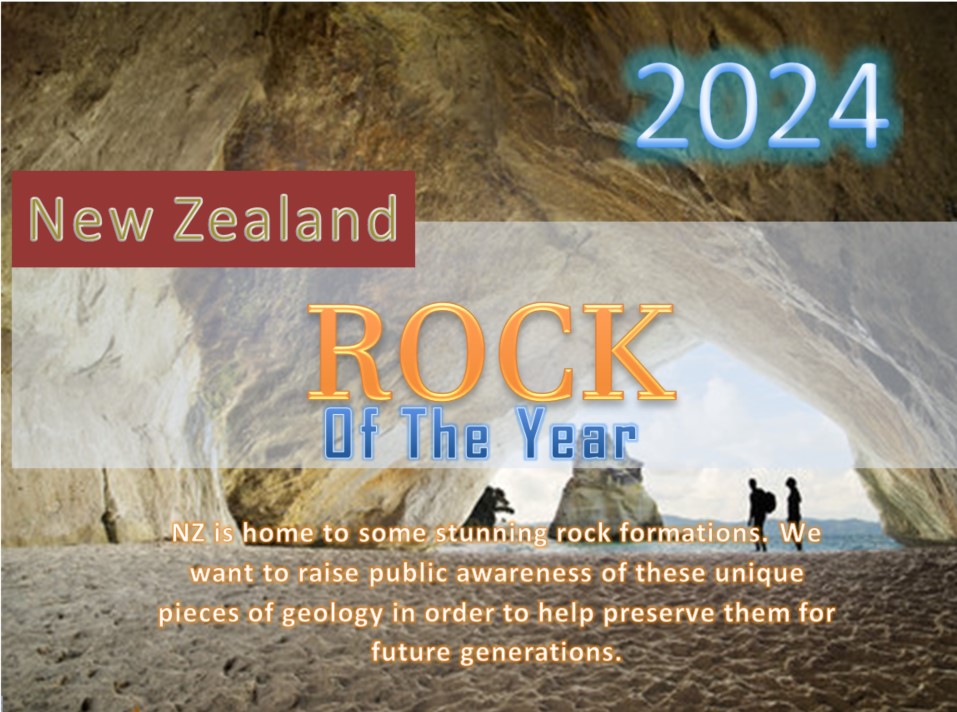 2024
New Zealand
ROCK
Of The Year
NZ is home to some stunning rock formations. We
want to raise public awareness of these unique
pieces of geology in order to help preserve them for
future generations.